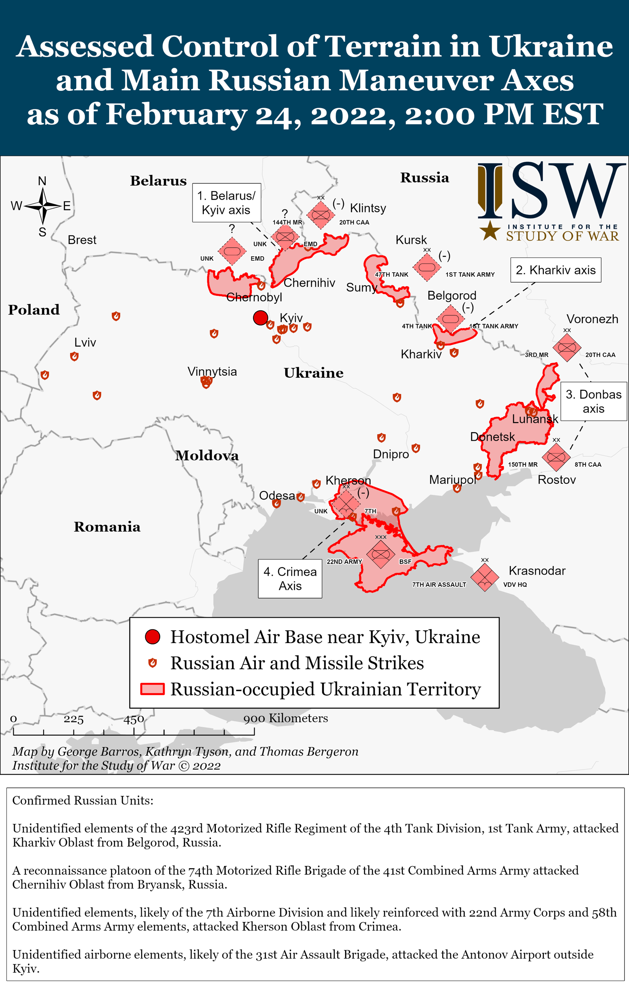 Assessed Control of Terrain in Ukraine
and Main Russian Maneuver Axes
as of February 24, 2022, 2:00 PM EST
ISW
INSTITUTE FOR THE
STUDY OF WAR
N
W E
S
Belarus
Russia
1. Belarus/
Kyiv axis
xx
(-)
Klintsy
20TH CAA
?
144TH MR
UNK
EMD
?
UNK
EMD
Brest
Kursk
xx
(-)
47TH TANK
1ST TANK ARMY
2. Kharkiv axis
Chernihiv
Sumy
Chernobyl
Belgorod
(-)
4TH TANK
1ST TANK ARMY
Poland
Kyiv
Voronezh
xx
3RD MR
20TH CAA
Lviv
Kharkiv
Vinnytsia
Ukraine
3. Donbas
axis
Luhansk
Donetsk
xx
150TH MR
8TH CAA
Rostov
Moldova
Dnipro
Mariupol
Kherson
xx
(-)
UNK
7TH
Odesa
Romania
xxx
22ND ARMY
BSF
4. Crimea
Axis
xx
7TH AIR ASSAULT
VDV HQ
Krasnodar
Hostomel Air Base near Kyiv, Ukraine
Russian Air and Missile Strikes
Russian-occupied Ukrainian Territory
0 225 450 900 Kilometers
Map by George Barros, Kathryn Tyson, and Thomas Bergeron
Institute for the Study of War © 2022
Confirmed Russian Units:
Unidentified elements of the 423rd Motorized Rifle Regiment of the 4th Tank Division, 1st Tank Army, attacked
Kharkiv Oblast from Belgorod, Russia.
A reconnaissance platoon of the 74th Motorized Rifle Brigade of the 41st Combined Arms Army attacked
Chernihiv Oblast from Bryansk, Russia.
Unidentified elements, likely of the 7th Airborne Division and likely reinforced with 22nd Army Corps and 58th
Combined Arms Army elements, attacked Kherson Oblast from Crimea.
Unidentified airborne elements, likely of the 31st Air Assault Brigade, attacked the Antonov Airport outside
Kyiv.